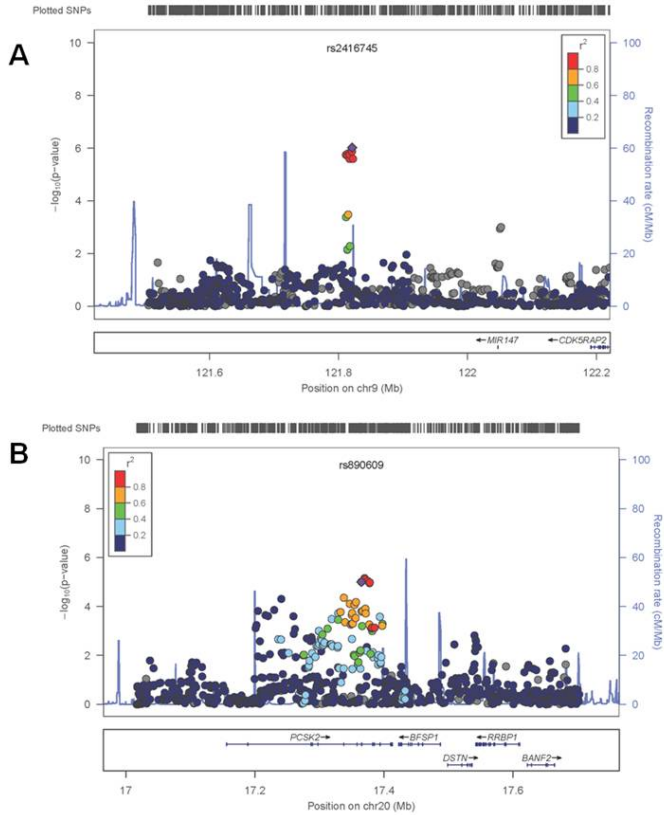 Plotted SNPs
A
rs2416745
10
8
6
4
2
0
−log10(p-value)
100
80
60
40
20
0
Recombination rate (cM/Mb)
r2
0.8
0.6
0.4
0.2
MIR147
CDK5RAP2
121.6
121.8
122
122.2
Position on chr9 (Mb)
Plotted SNPs
B
rs890609
10
8
6
4
2
0
−log10(p-value)
100
80
60
40
20
0
Recombination rate (cM/Mb)
r2
0.8
0.6
0.4
0.2
PCSK2
BFSP1
RRBP1
DSTN
BANF2
17
17.2
17.4
17.6
Position on chr20 (Mb)